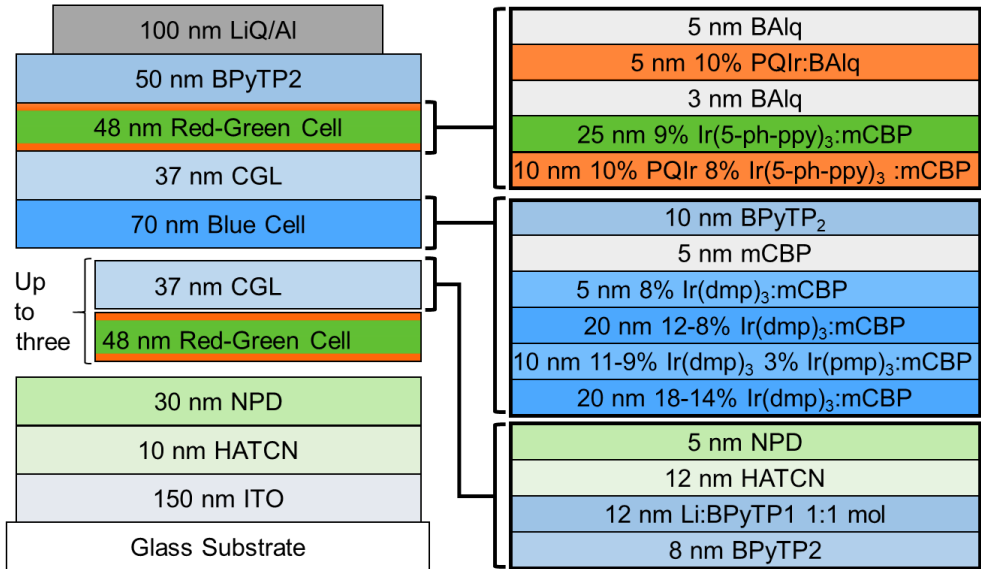 100 nm LiQ/Al
50 nm BPyTP2
48 nm Red-Green Cell
37 nm CGL
70 nm Blue Cell
Up
to
three
37 nm CGL
48 nm Red-Green Cell
30 nm NPD
10 nm HATCN
150 nm ITO
Glass Substrate
5 nm BAlq
5 nm 10% PQIr:BAlq
3 nm BAlq
25 nm 9% Ir(5-ph-ppy)₃:mCBP
10 nm 10% PQIr 8% Ir(5-ph-ppy)₃ :mCBP
10 nm BPyTP₂
5 nm mCBP
5 nm 8% Ir(dmp)₃:mCBP
20 nm 12-8% Ir(dmp)₃:mCBP
10 nm 11-9% Ir(dmp)₃ 3% Ir(pmp)₃:mCBP
20 nm 18-14% Ir(dmp)₃:mCBP
5 nm NPD
12 nm HATCN
12 nm Li:BPyTP1 1:1 mol
8 nm BPyTP2